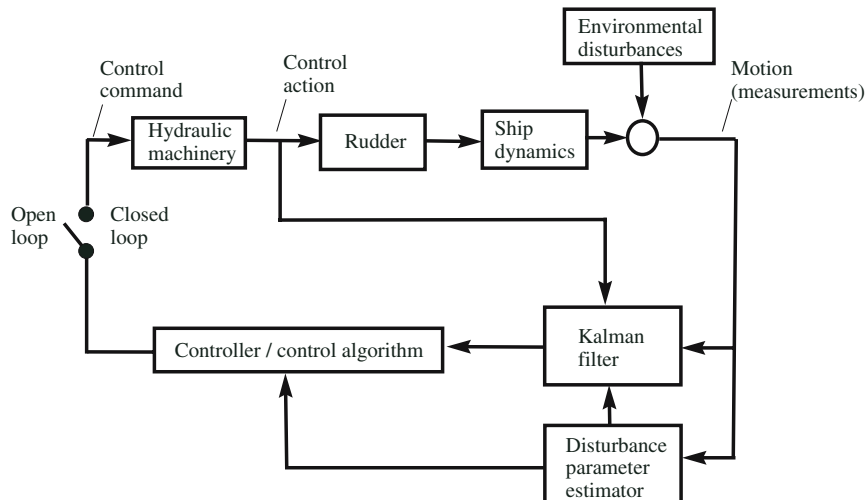 Environmental
disturbances
Control
command
Control
action
Motion
(measurements)
Hydraulic
machinery
Rudder
Ship
dynamics
Open
loop
Closed
loop
Controller / control algorithm
Kalman
filter
Disturbance
parameter
estimator